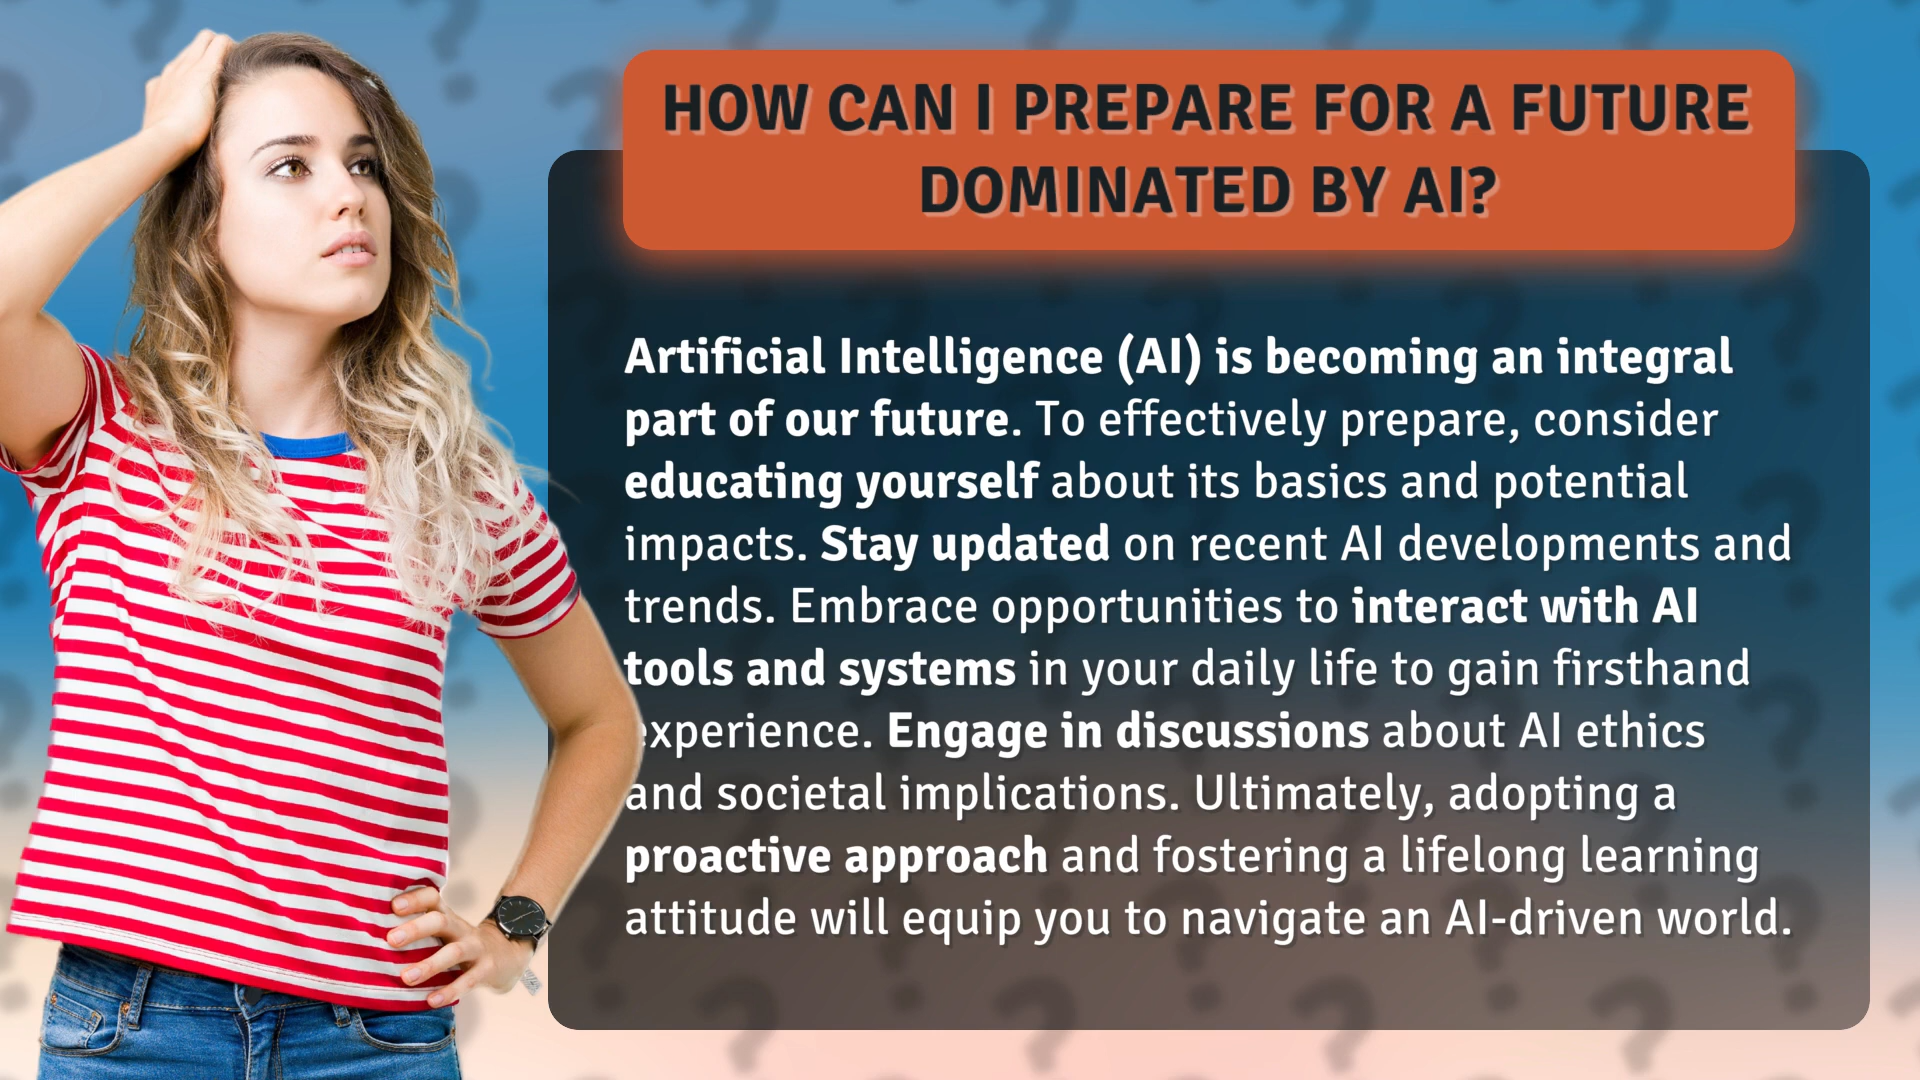 HOW CAN I PREPARE FOR A FUTURE
DOMINATED BY AI?
Artificial Intelligence (AI) is becoming an integral
part of our future. To effectively prepare, consider
educating yourself about its basics and potential
impacts. Stay updated on recent AI developments and
trends. Embrace opportunities to interact with AI
tools and systems in your daily life to gain firsthand
experience. Engage in discussions about AI ethics
and societal implications. Ultimately, adopting a
proactive approach and fostering a lifelong learning
attitude will equip you to navigate an AI-driven world.